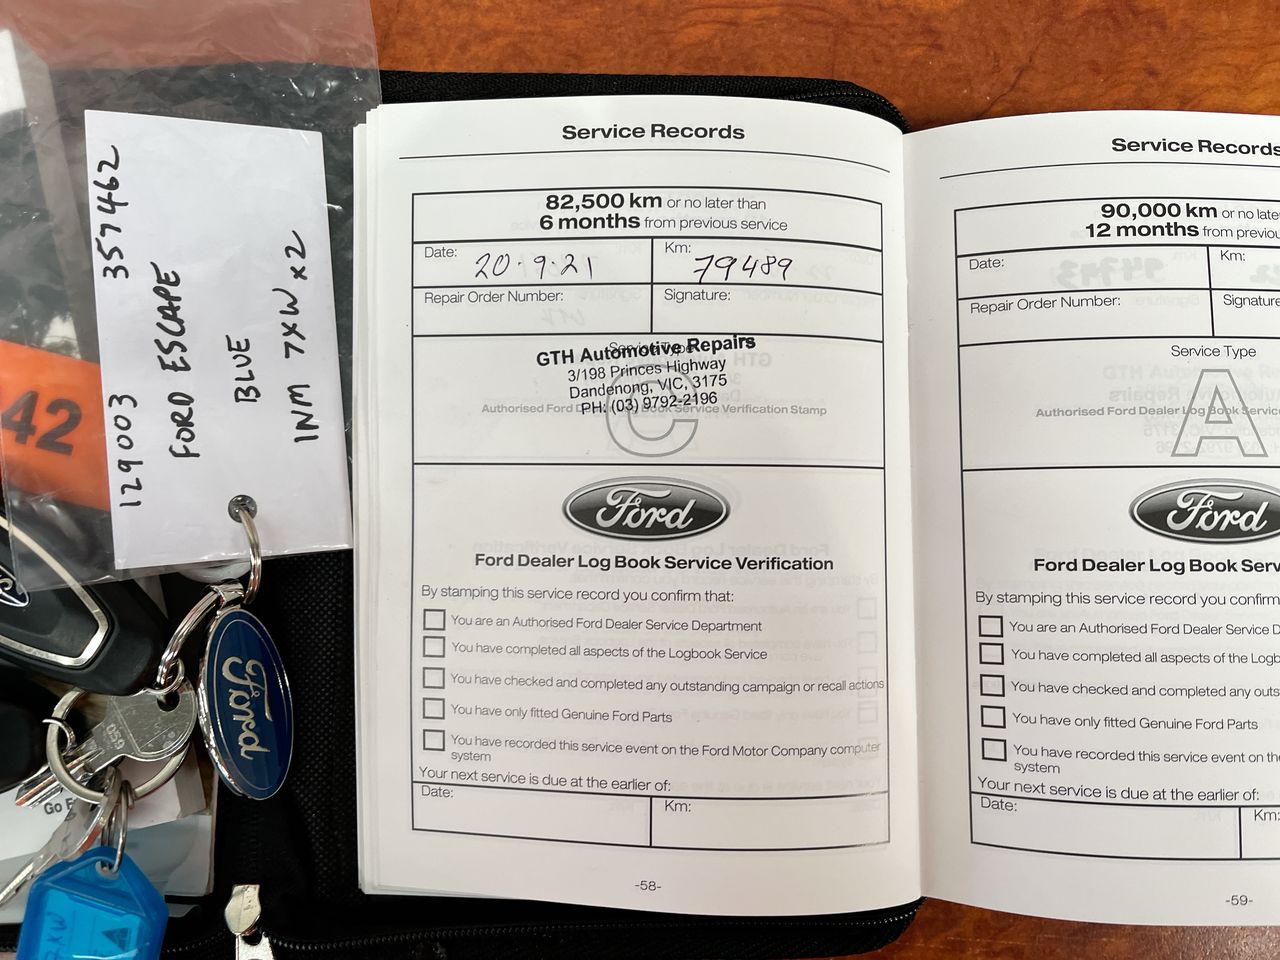 357462
129003
FORD ESCAPE
BLUE
1NM 7XW x2
42
Ford
659
Go
Service Records
82,500 km or no later than
6 months from previous service
Date: 20.9.21
Km: 79489
Repair Order Number:
Signature:
Service Type
GTH Automotive Repairs
3/198 Princes Highway
Dandenong, VIC, 3175
PH: (03) 9792-2196
Authorised Ford Dealer Log Book Service Verification Stamp
C
Ford
Ford Dealer Log Book Service Verification
By stamping this service record you confirm that:
You are an Authorised Ford Dealer Service Department
You have completed all aspects of the Logbook Service
You have checked and completed any outstanding campaign or recall actions
You have only fitted Genuine Ford Parts
You have recorded this service event on the Ford Motor Company computer
system
Your next service is due at the earlier of:
Date:
Km:
-58-
Service Records
90,000 km or no late
12 months from previou
Date:
Km:
Repair Order Number:
Signature
Service Type
Authorised Ford Dealer Log Book Service
A
Ford
Ford Dealer Log Book Serv
By stamping this service record you confirm
You are an Authorised Ford Dealer Service D
You have completed all aspects of the Logb
You have checked and completed any outs
You have only fitted Genuine Ford Parts
You have recorded this service event on the
system
Your next service is due at the earlier of:
Date:
Km:
-59-